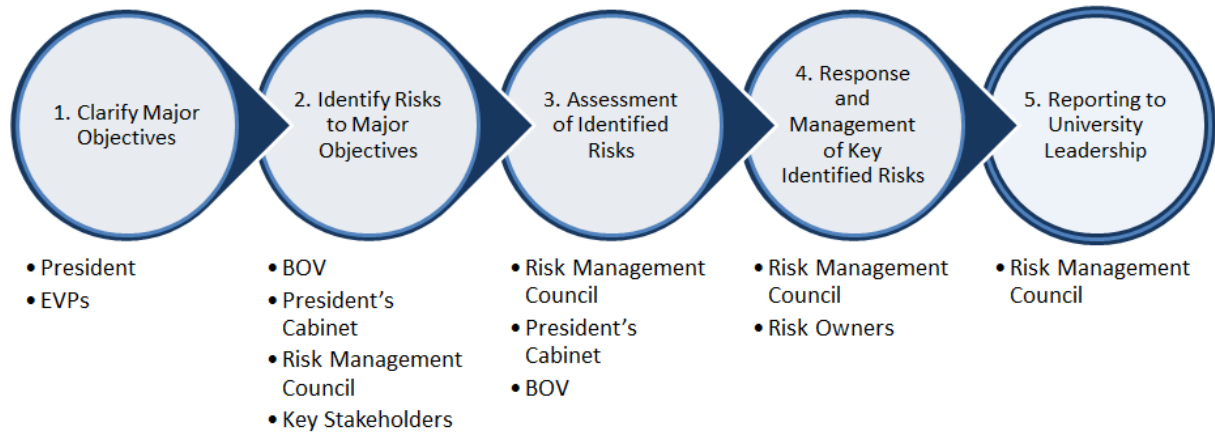 1. Clarify Major
Objectives
2. Identify Risks
to Major
Objectives
3. Assessment
of Identified
Risks
4. Response
and
Management
of Key
Identified Risks
5. Reporting to
University
Leadership
• President
• EVPs
• BOV
• President’s
Cabinet
• Risk Management
Council
• Key Stakeholders
• Risk Management
Council
• President’s
Cabinet
• BOV
• Risk Management
Council
• Risk Owners
• Risk Management
Council